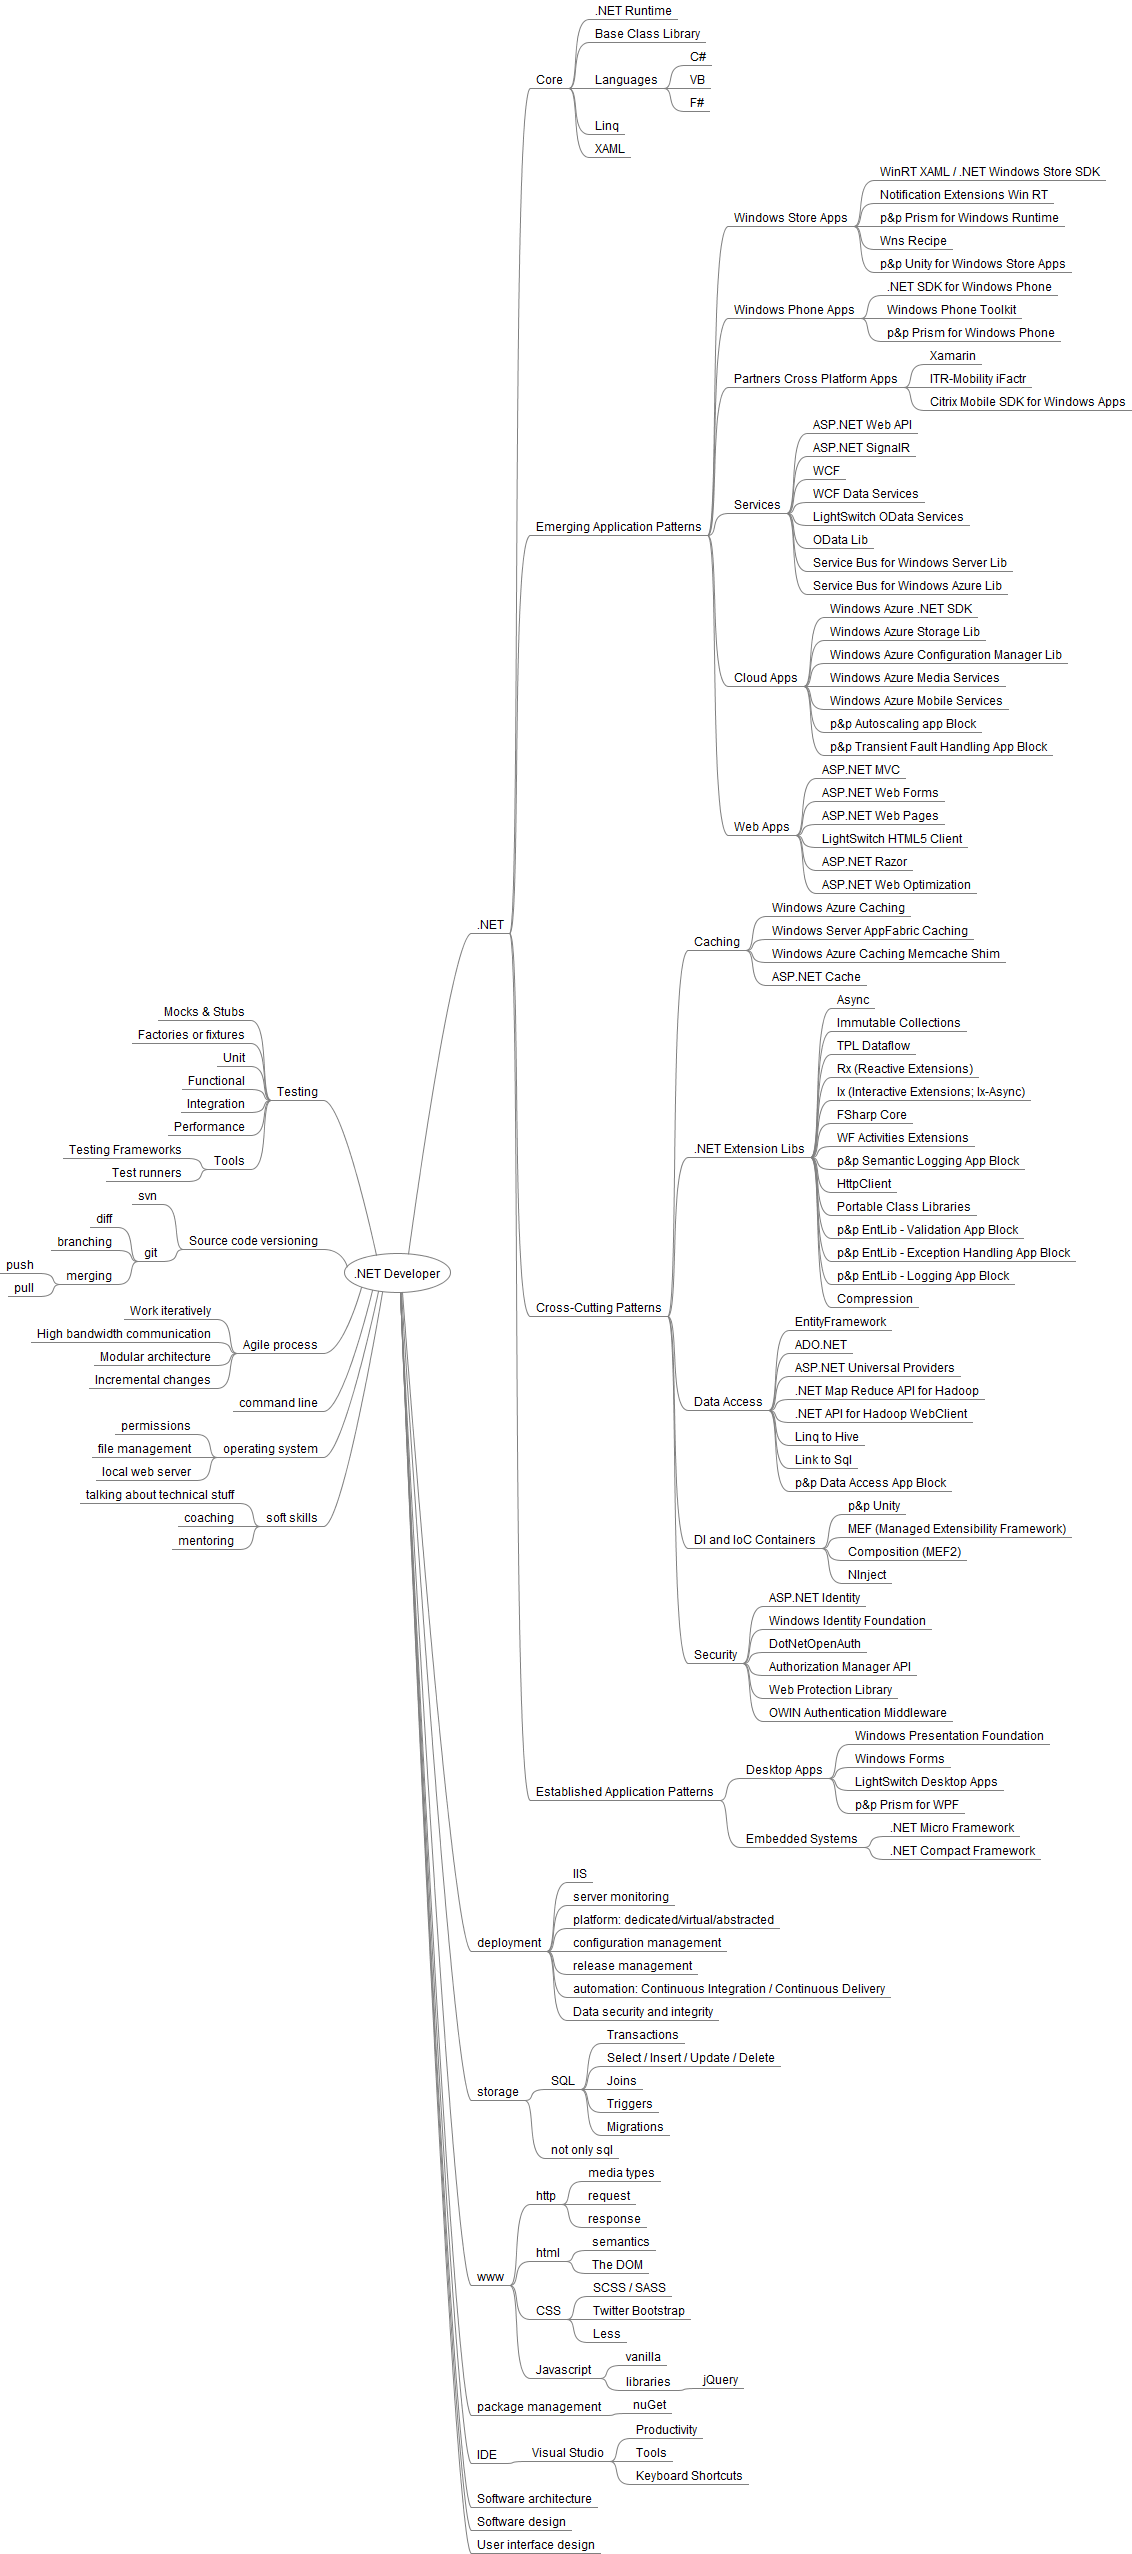 .NET Developer
.NET
Core
.NET Runtime
Base Class Library
Languages
C#
VB
F#
Linq
XAML
Emerging Application Patterns
Windows Store Apps
WinRT XAML / .NET Windows Store SDK
Notification Extensions Win RT
p&p Prism for Windows Runtime
Wns Recipe
p&p Unity for Windows Store Apps
Windows Phone Apps
.NET SDK for Windows Phone
Windows Phone Toolkit
p&p Prism for Windows Phone
Partners Cross Platform Apps
Xamarin
ITR-Mobility iFactr
Citrix Mobile SDK for Windows Apps
Services
ASP.NET Web API
ASP.NET SignalR
WCF
WCF Data Services
LightSwitch OData Services
OData Lib
Service Bus for Windows Server Lib
Service Bus for Windows Azure Lib
Cloud Apps
Windows Azure .NET SDK
Windows Azure Storage Lib
Windows Azure Configuration Manager Lib
Windows Azure Media Services
Windows Azure Mobile Services
p&p Autoscaling app Block
p&p Transient Fault Handling App Block
Web Apps
ASP.NET MVC
ASP.NET Web Forms
ASP.NET Web Pages
LightSwitch HTML5 Client
ASP.NET Razor
ASP.NET Web Optimization
Cross-Cutting Patterns
Caching
Windows Azure Caching
Windows Server AppFabric Caching
Windows Azure Caching Memcache Shim
ASP.NET Cache
.NET Extension Libs
Async
Immutable Collections
TPL Dataflow
Rx (Reactive Extensions)
Ix (Interactive Extensions; Ix-Async)
FSharp Core
WF Activities Extensions
p&p Semantic Logging App Block
HttpClient
Portable Class Libraries
p&p EntLib - Validation App Block
p&p EntLib - Exception Handling App Block
p&p EntLib - Logging App Block
Compression
Data Access
EntityFramework
ADO.NET
ASP.NET Universal Providers
.NET Map Reduce API for Hadoop
.NET API for Hadoop WebClient
Linq to Hive
Link to Sql
p&p Data Access App Block
DI and IoC Containers
p&p Unity
MEF (Managed Extensibility Framework)
Composition (MEF2)
NInject
Security
ASP.NET Identity
Windows Identity Foundation
DotNetOpenAuth
Authorization Manager API
Web Protection Library
OWIN Authentication Middleware
Established Application Patterns
Desktop Apps
Windows Presentation Foundation
Windows Forms
LightSwitch Desktop Apps
p&p Prism for WPF
Embedded Systems
.NET Micro Framework
.NET Compact Framework
deployment
IIS
server monitoring
platform: dedicated/virtual/abstracted
configuration management
release management
automation: Continuous Integration / Continuous Delivery
Data security and integrity
storage
SQL
Transactions
Select / Insert / Update / Delete
Joins
Triggers
Migrations
not only sql
www
http
media types
request
response
html
semantics
The DOM
CSS
SCSS / SASS
Twitter Bootstrap
Less
Javascript
vanilla
libraries
jQuery
package management
nuGet
IDE
Visual Studio
Productivity
Tools
Keyboard Shortcuts
Software architecture
Software design
User interface design
Testing
Mocks & Stubs
Factories or fixtures
Unit
Functional
Integration
Performance
Tools
Testing Frameworks
Test runners
Source code versioning
svn
git
diff
branching
merging
push
pull
Agile process
Work iteratively
High bandwidth communication
Modular architecture
Incremental changes
command line
operating system
permissions
file management
local web server
soft skills
talking about technical stuff
coaching
mentoring